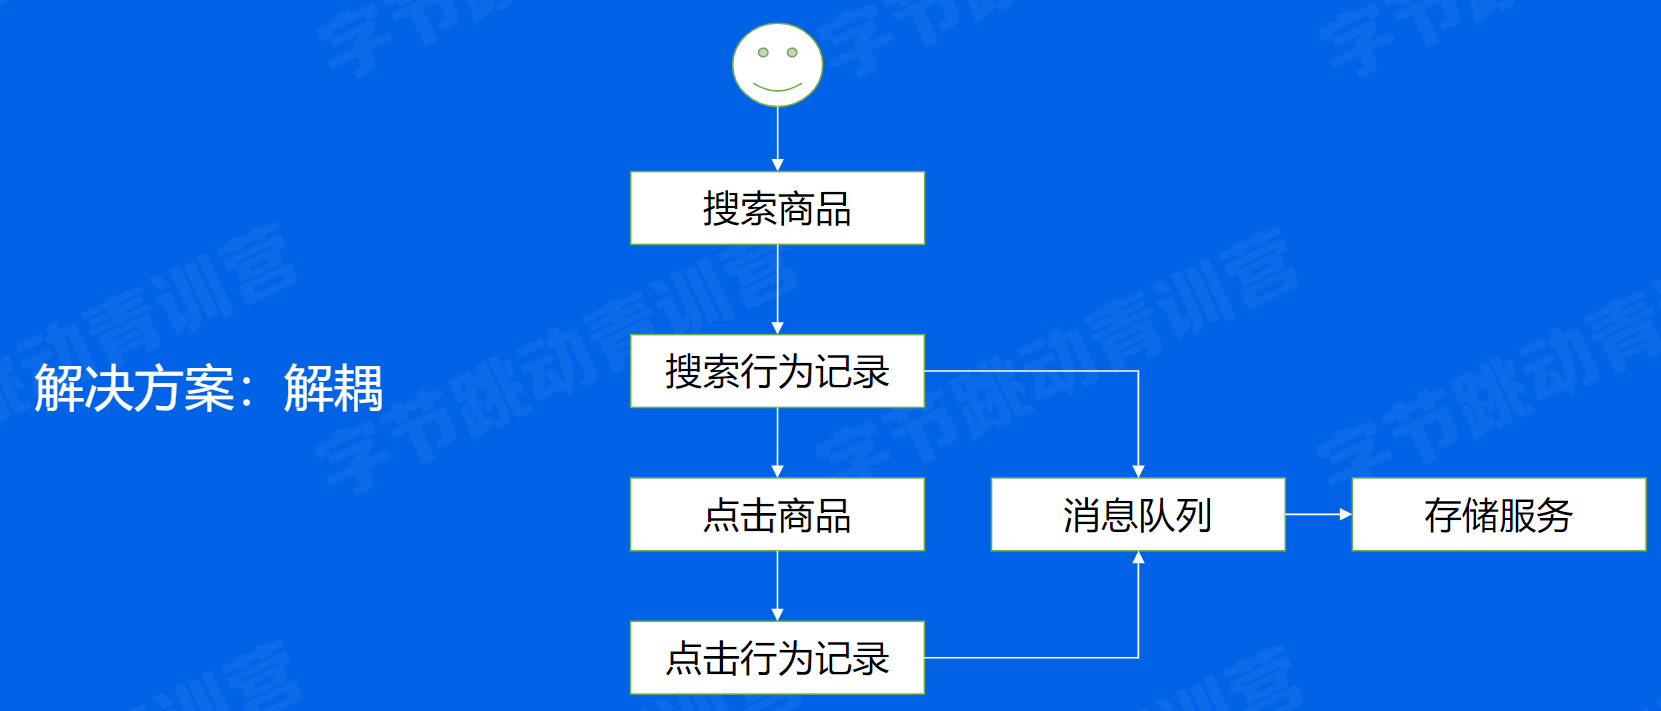 搜索商品
搜索行为记录
解决方案：解耦
点击商品
消息队列
存储服务
点击行为记录
字节跳动青训营